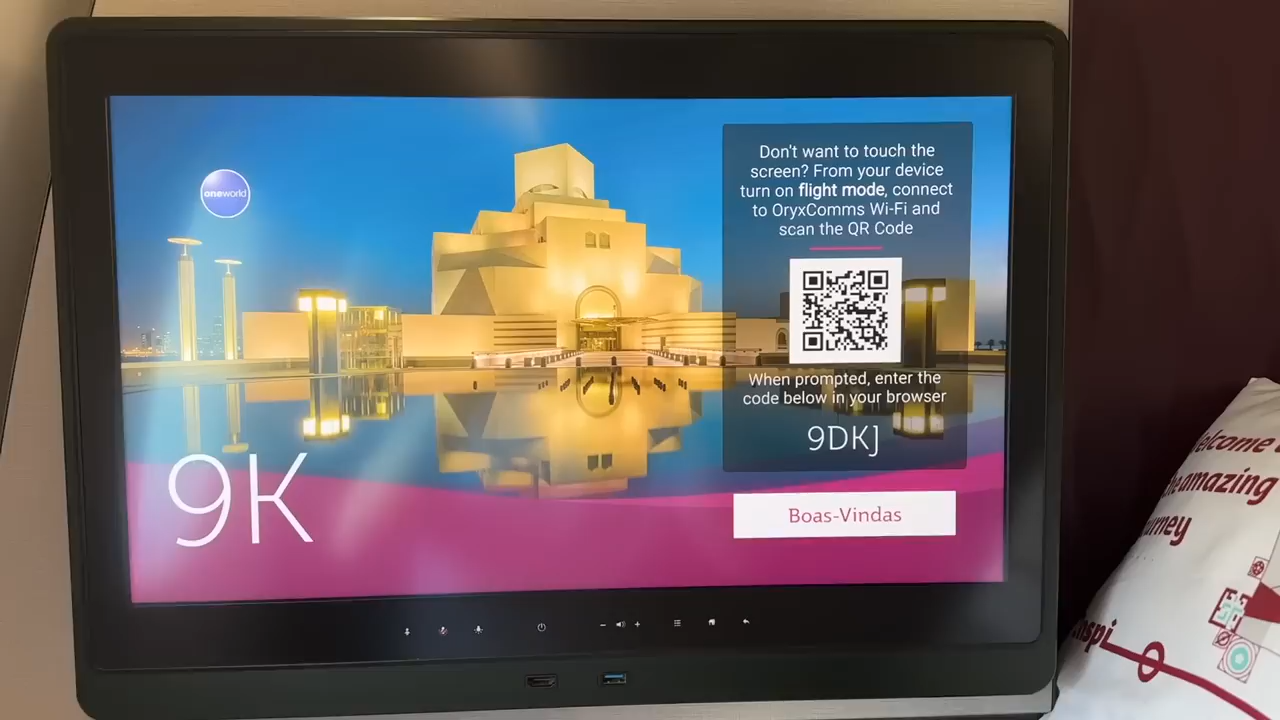 oneworld
Don't want to touch the
screen? From your device
turn on flight mode, connect
to OryxComms Wi-Fi and
scan the QR Code
When prompted, enter the
code below in your browser
9DKJ
9K
Boas-Vindas
amazing